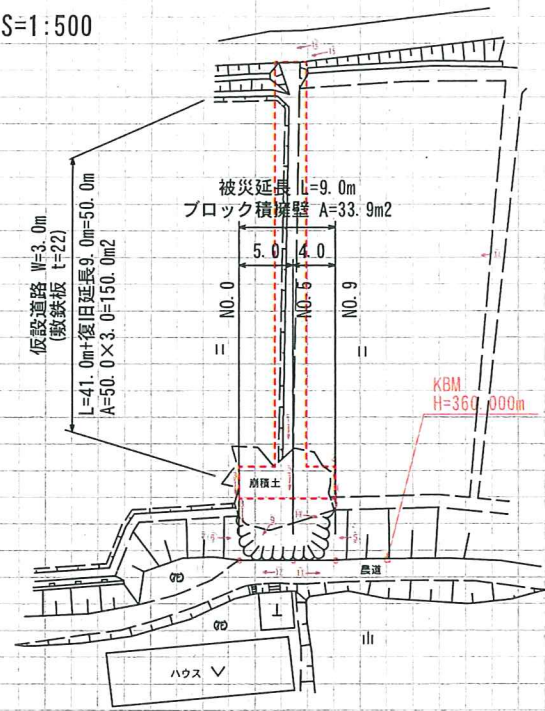 S=1:500
被災延長 L=9.0m
ブロック積擁壁 A=33.9m2
5.0
4.0
NO.0
NO.5
NO.9
仮設道路 W=3.0m
(敷鉄板 t=22)
L=41.0m+復旧延長9.0m=50.0m
A=50.0×3.0=150.0m2
KBM
H=360.000m
崩積土
農道
ハウス